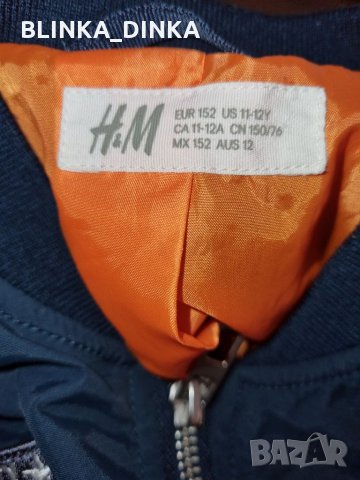 BLINKA_DINKA
H&M
EUR 152 US 11-12Y
CA 11-12A CN 150/76
MX 152 AUS 12
BAZAR